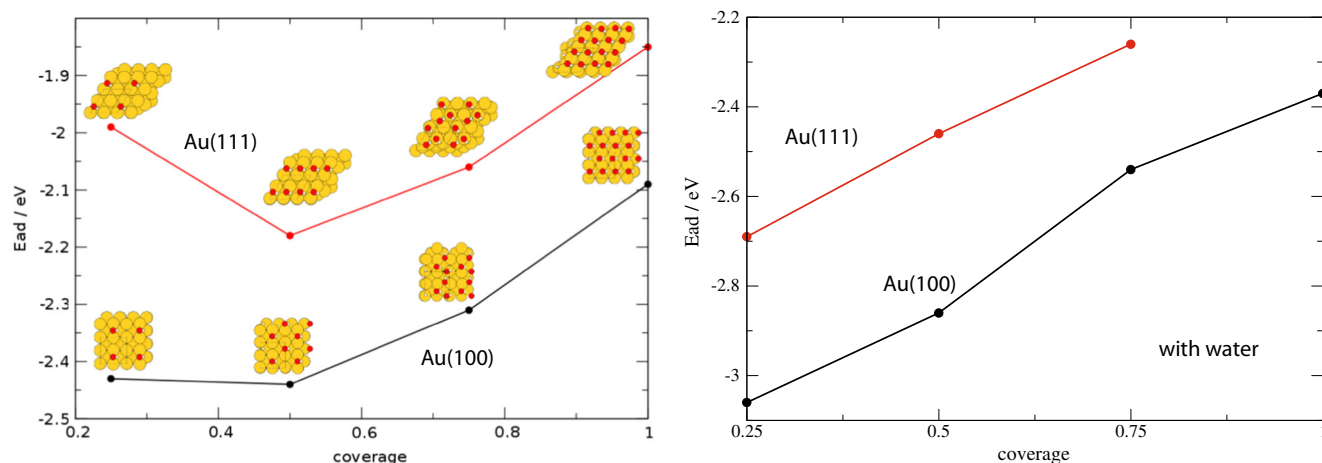 -1.9
-2
-2.1
-2.2
-2.3
-2.4
-2.5
Ead / eV
0.2
0.4
0.6
0.8
1
coverage
Au(111)
Au(100)
-2.2
-2.4
-2.6
-2.8
-3
Ead / eV
0.25
0.5
0.75
1
coverage
Au(111)
Au(100)
with water